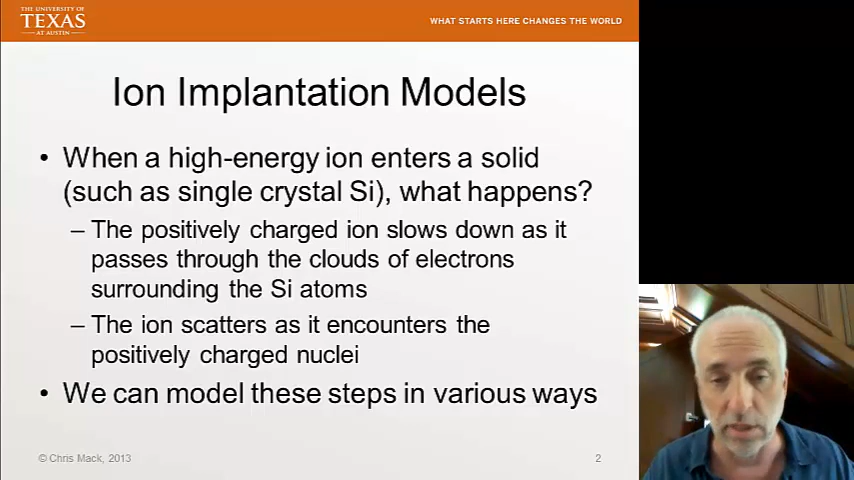 THE UNIVERSITY OF
TEXAS
AT AUSTIN
WHAT STARTS HERE CHANGES THE WORLD
Ion Implantation Models
• When a high-energy ion enters a solid
(such as single crystal Si), what happens?
– The positively charged ion slows down as it
passes through the clouds of electrons
surrounding the Si atoms
– The ion scatters as it encounters the
positively charged nuclei
• We can model these steps in various ways
© Chris Mack, 2013
2